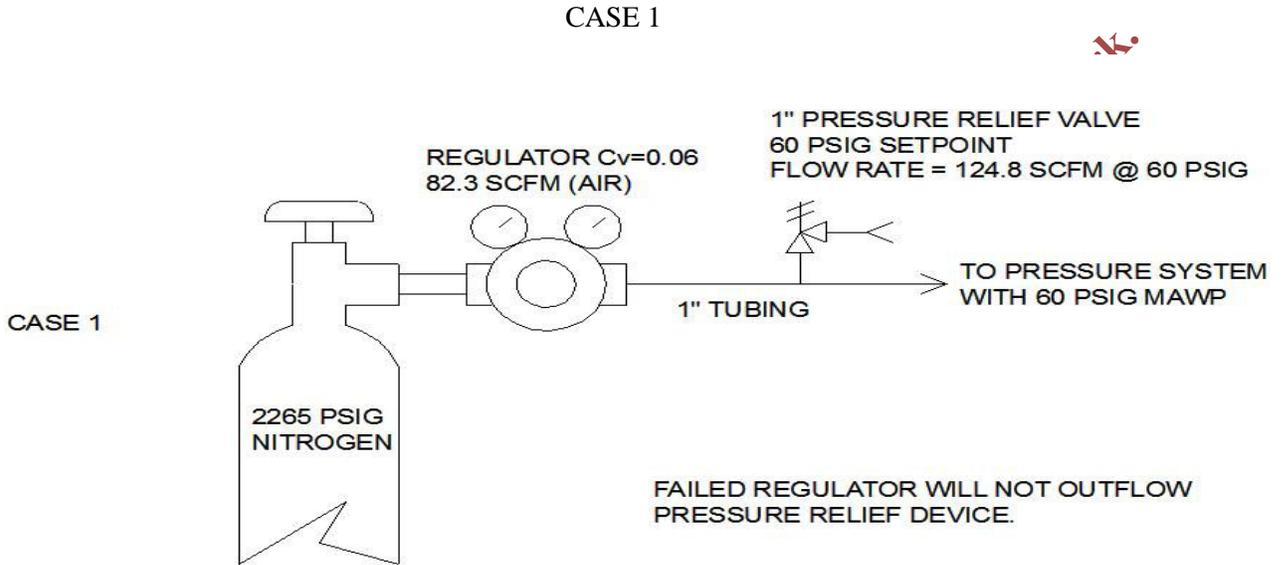 CASE 1
1" PRESSURE RELIEF VALVE
60 PSIG SETPOINT
FLOW RATE = 124.8 SCFM @ 60 PSIG
REGULATOR Cv=0.06
82.3 SCFM (AIR)
TO PRESSURE SYSTEM
WITH 60 PSIG MAWP
1" TUBING
CASE 1
2265 PSIG
NITROGEN
FAILED REGULATOR WILL NOT OUTFLOW
PRESSURE RELIEF DEVICE.